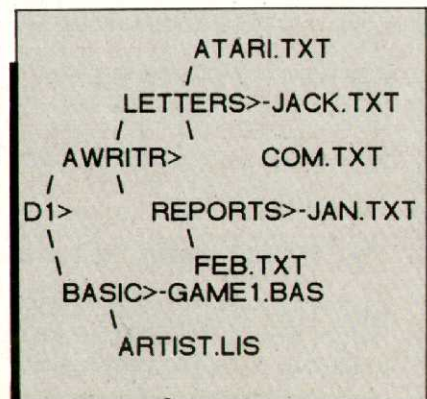 ATARI.TXT
/
LETTERS>-JACK.TXT
/ \
AWRITR> COM.TXT
/ \
D1> REPORTS>-JAN.TXT
\ \
\ FEB.TXT
BASIC>-GAME1.BAS
\
ARTIST.LIS